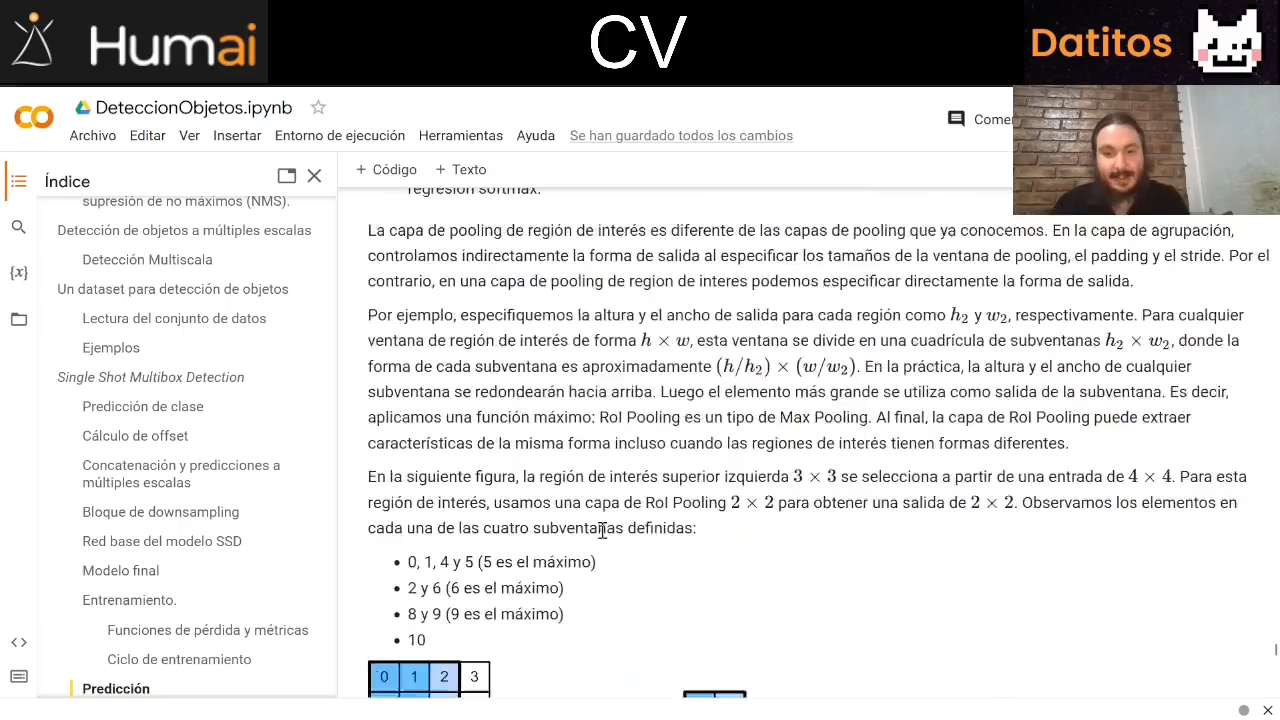 Humai
CV
Datitos
DeteccionObjetos.ipynb
Archivo Editar Ver Insertar Entorno de ejecución Herramientas Ayuda Se han guardado todos los cambios
Índice
supresión de no máximos (NMS).
Detección de objetos a múltiples escalas
Detección Multiscala
Un dataset para detección de objetos
Lectura del conjunto de datos
Ejemplos
Single Shot Multibox Detection
Predicción de clase
Cálculo de offset
Concatenación y predicciones a
múltiples escalas
Bloque de downsampling
Red base del modelo SSD
Modelo final
Entrenamiento.
Funciones de pérdida y métricas
Ciclo de entrenamiento
Predicción
+ Código + Texto
regresión softmax.
La capa de pooling de región de interés es diferente de las capas de pooling que ya conocemos. En la capa de agrupación,
controlamos indirectamente la forma de salida al especificar los tamaños de la ventana de pooling, el padding y el stride. Por el
contrario, en una capa de pooling de region de interes podemos especificar directamente la forma de salida.
Por ejemplo, especifiquemos la altura y el ancho de salida para cada región como h₂ y w₂, respectivamente. Para cualquier
ventana de región de interés de forma h × w, esta ventana se divide en una cuadrícula de subventanas h₂ × w₂, donde la
forma de cada subventana es aproximadamente (h/h₂) × (w/w₂). En la práctica, la altura y el ancho de cualquier
subventana se redondearán hacia arriba. Luego el elemento más grande se utiliza como salida de la subventana. Es decir,
aplicamos una función máximo: RoI Pooling es un tipo de Max Pooling. Al final, la capa de RoI Pooling puede extraer
características de la misma forma incluso cuando las regiones de interés tienen formas diferentes.
En la siguiente figura, la región de interés superior izquierda 3 × 3 se selecciona a partir de una entrada de 4 × 4. Para esta
región de interés, usamos una capa de RoI Pooling 2 × 2 para obtener una salida de 2 × 2. Observamos los elementos en
cada una de las cuatro subventanas definidas:
• 0, 1, 4 y 5 (5 es el máximo)
• 2 y 6 (6 es el máximo)
• 8 y 9 (9 es el máximo)
• 10
0 1 2 3